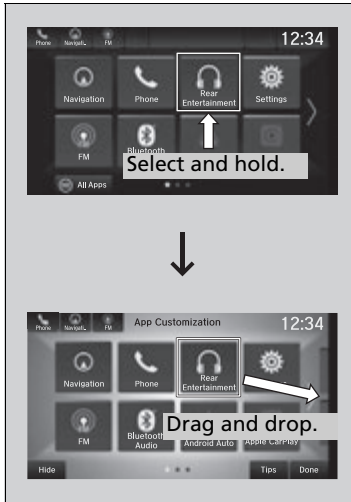 Phone Navigati.. FM 12:34
Navigation Phone Rear Entertainment Settings
FM Bluetooth
Select and hold.
All Apps
Phone Navigati.. FM App Customization 12:34
Navigation Phone Rear Entertainment
FM Bluetooth Audio Android Auto Apple CarPlay
Drag and drop.
Hide Tips Done